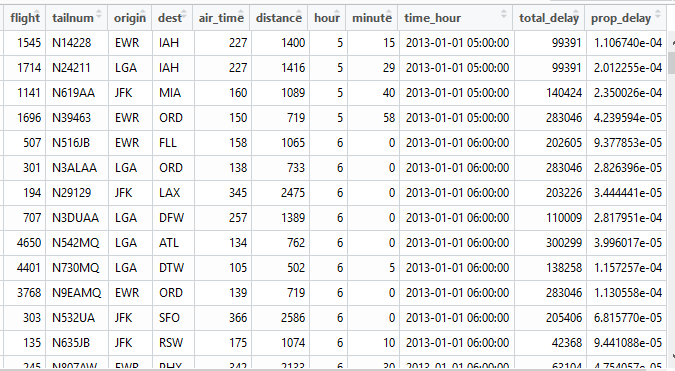 flight tailnum origin dest air_time distance hour minute time_hour total_delay prop_delay
1545 N14228 EWR IAH 227 1400 5 15 2013-01-01 05:00:00 99391 1.106740e-04
1714 N24211 LGA IAH 227 1416 5 29 2013-01-01 05:00:00 99391 2.012255e-04
1141 N619AA JFK MIA 160 1089 5 40 2013-01-01 05:00:00 140424 2.350026e-04
1696 N39463 EWR ORD 150 719 5 58 2013-01-01 05:00:00 283046 4.239594e-05
507 N516JB EWR FLL 158 1065 6 0 2013-01-01 06:00:00 202605 9.377853e-05
301 N3ALAA LGA ORD 138 733 6 0 2013-01-01 06:00:00 283046 2.826396e-05
194 N29129 JFK LAX 345 2475 6 0 2013-01-01 06:00:00 203226 3.444441e-05
707 N3DUAA LGA DFW 257 1389 6 0 2013-01-01 06:00:00 110009 2.817951e-04
4650 N542MQ LGA ATL 134 762 6 0 2013-01-01 06:00:00 300299 3.996017e-05
4401 N730MQ LGA DTW 105 502 6 5 2013-01-01 06:00:00 138258 1.157257e-04
3768 N9EAMQ EWR ORD 139 719 6 0 2013-01-01 06:00:00 283046 1.130558e-04
303 N532UA JFK SFO 366 2586 6 0 2013-01-01 06:00:00 205406 6.815770e-05
135 N635JB JFK RSW 175 1074 6 10 2013-01-01 06:00:00 42368 9.441088e-05
245 N807AW EWR PHX 342 2133 6 30 2013-01-01 06:00:00 63104 4.754057e-05